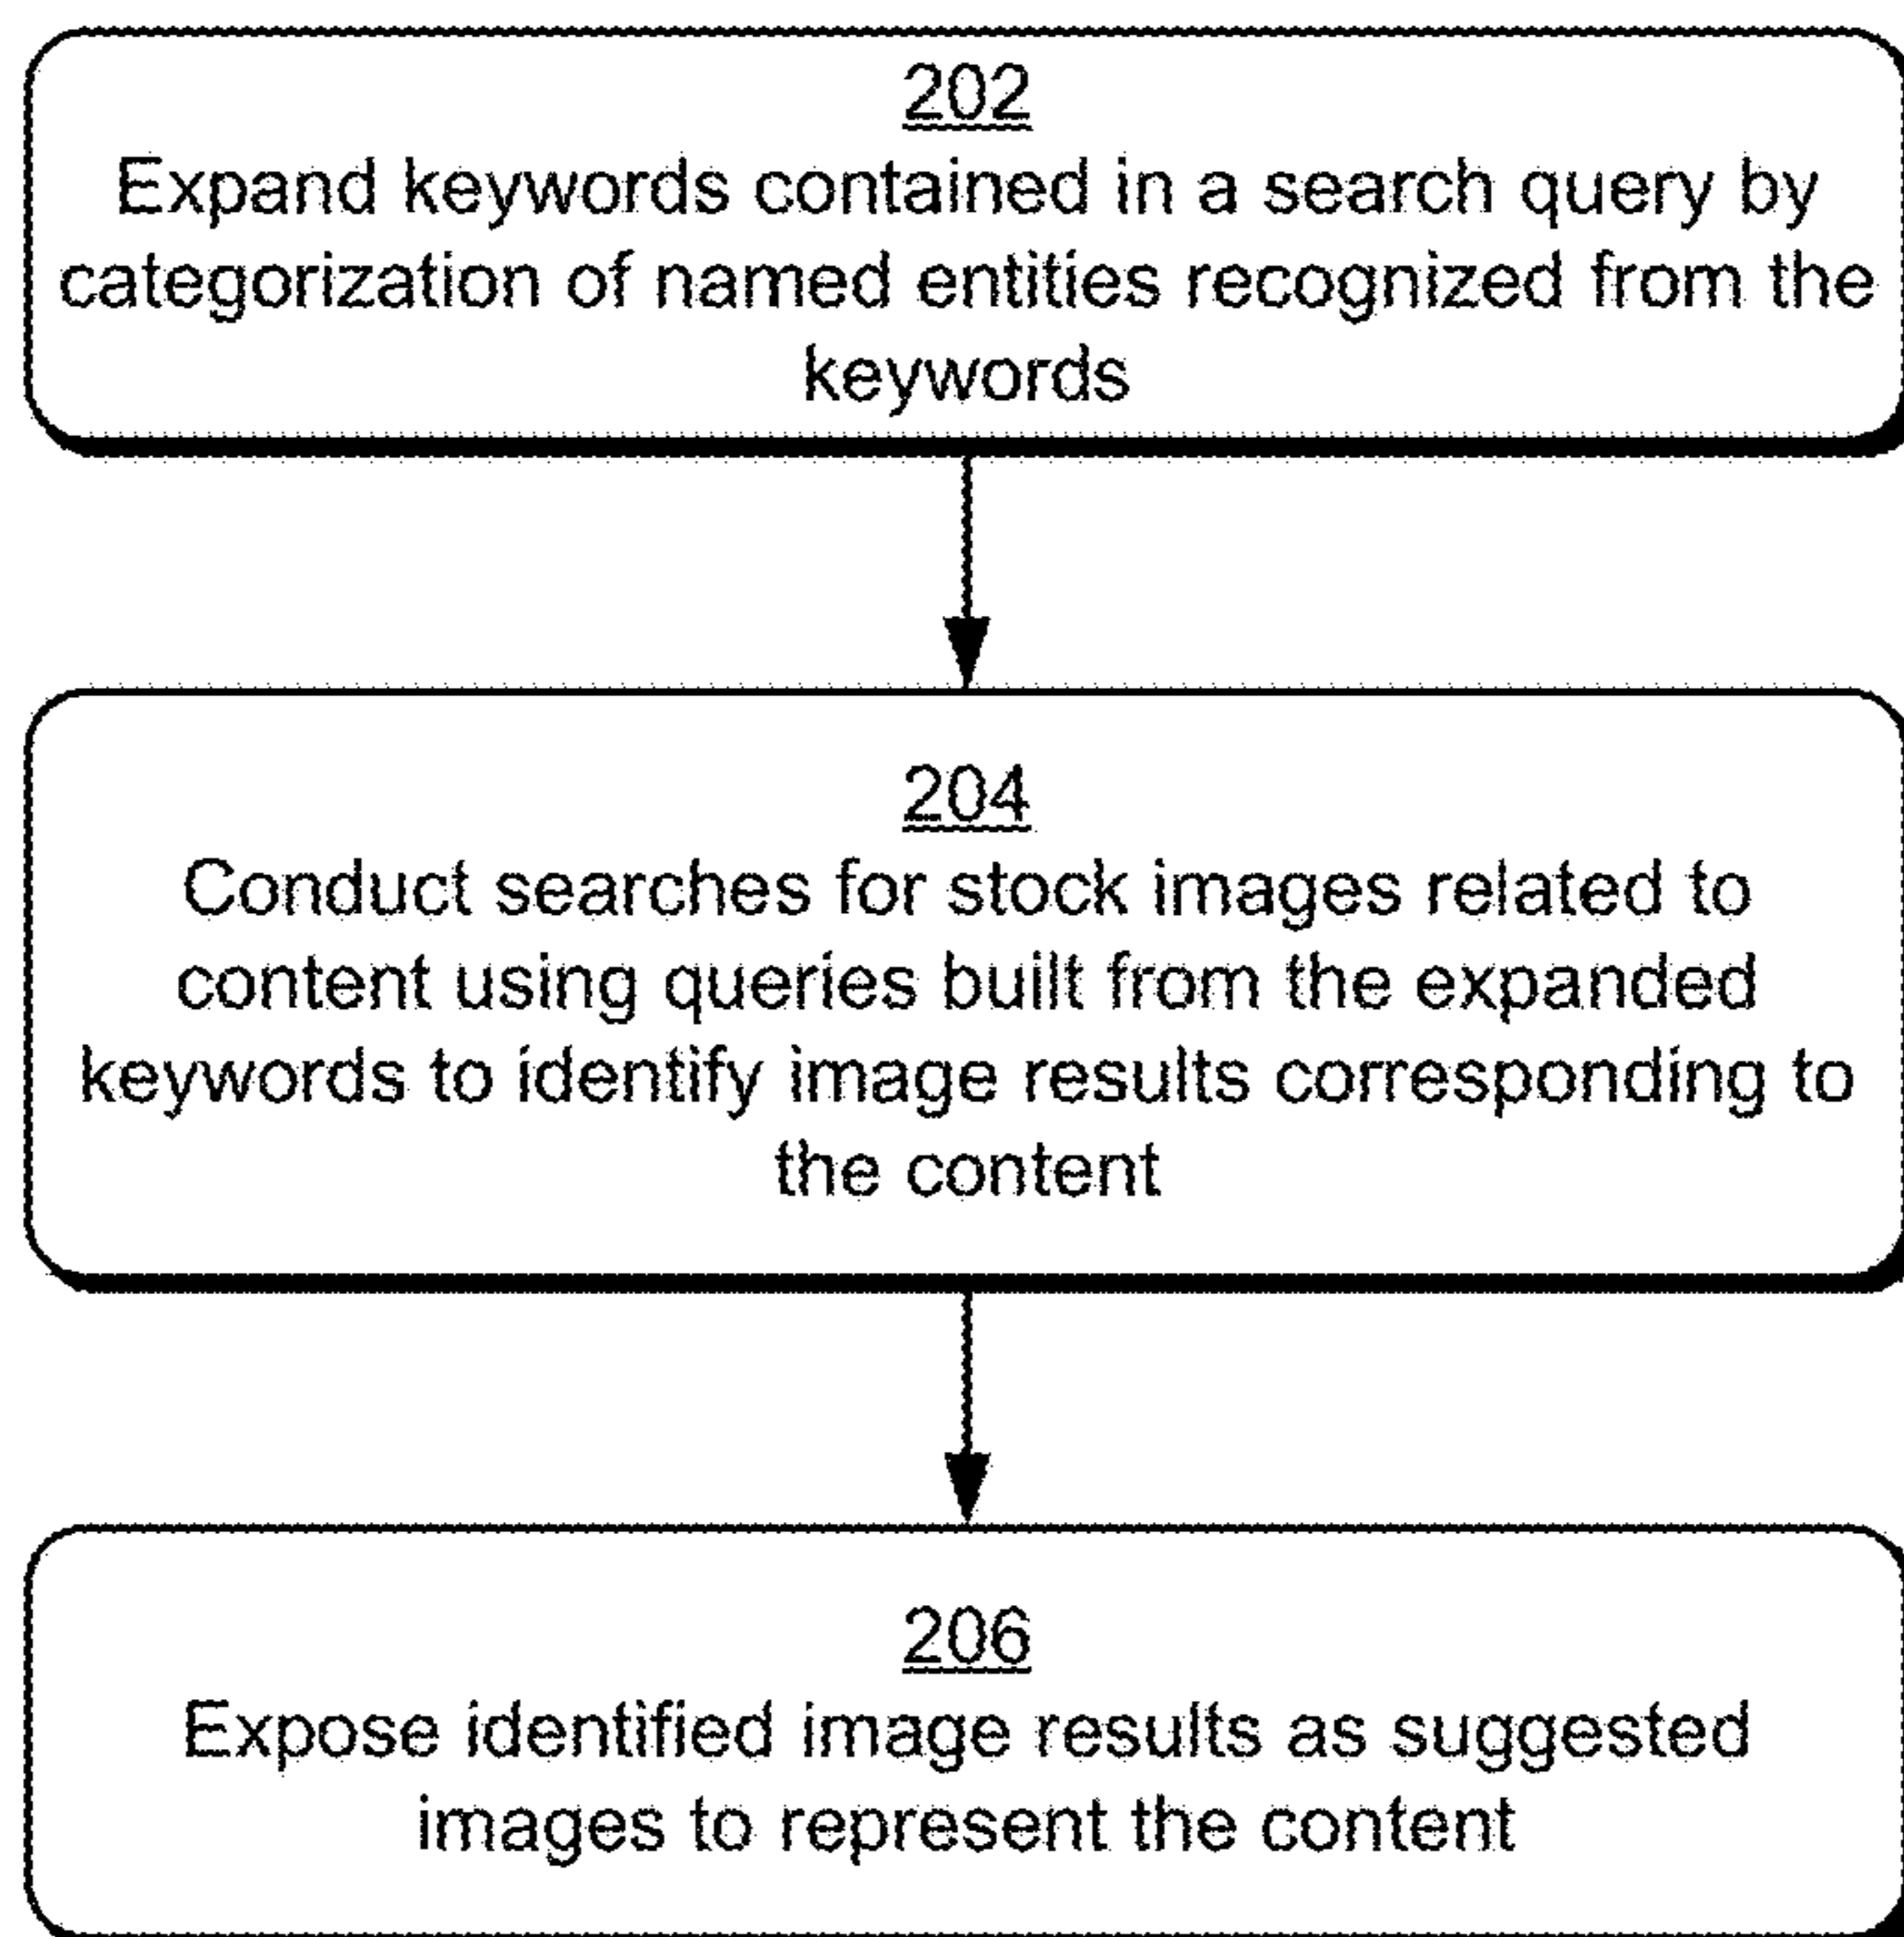 202
Expand keywords contained in a search query by
categorization of named entities recognized from the
keywords
204
Conduct searches for stock images related to
content using queries built from the expanded
keywords to identify image results corresponding to
the content
206
Expose identified image results as suggested
images to represent the content